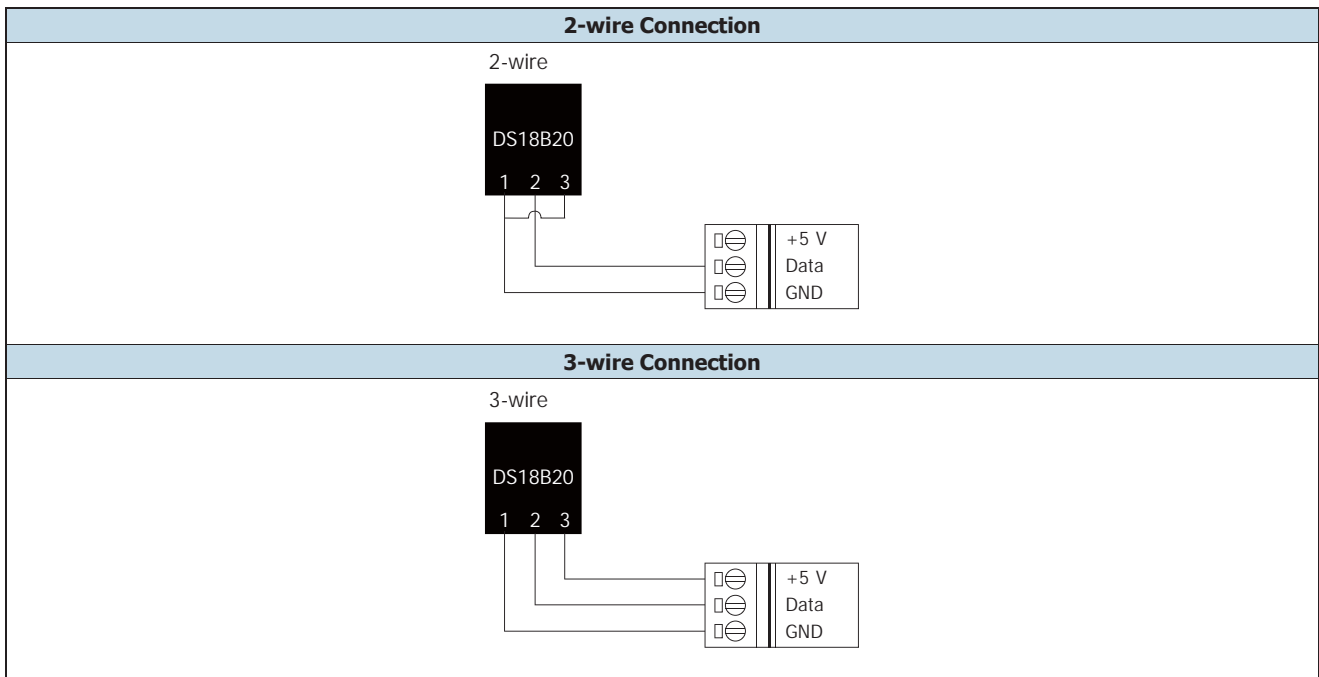 2-wire Connection
2-wire
DS18B20
1 2 3
+5 V
Data
GND
3-wire Connection
3-wire
DS18B20
1 2 3
+5 V
Data
GND